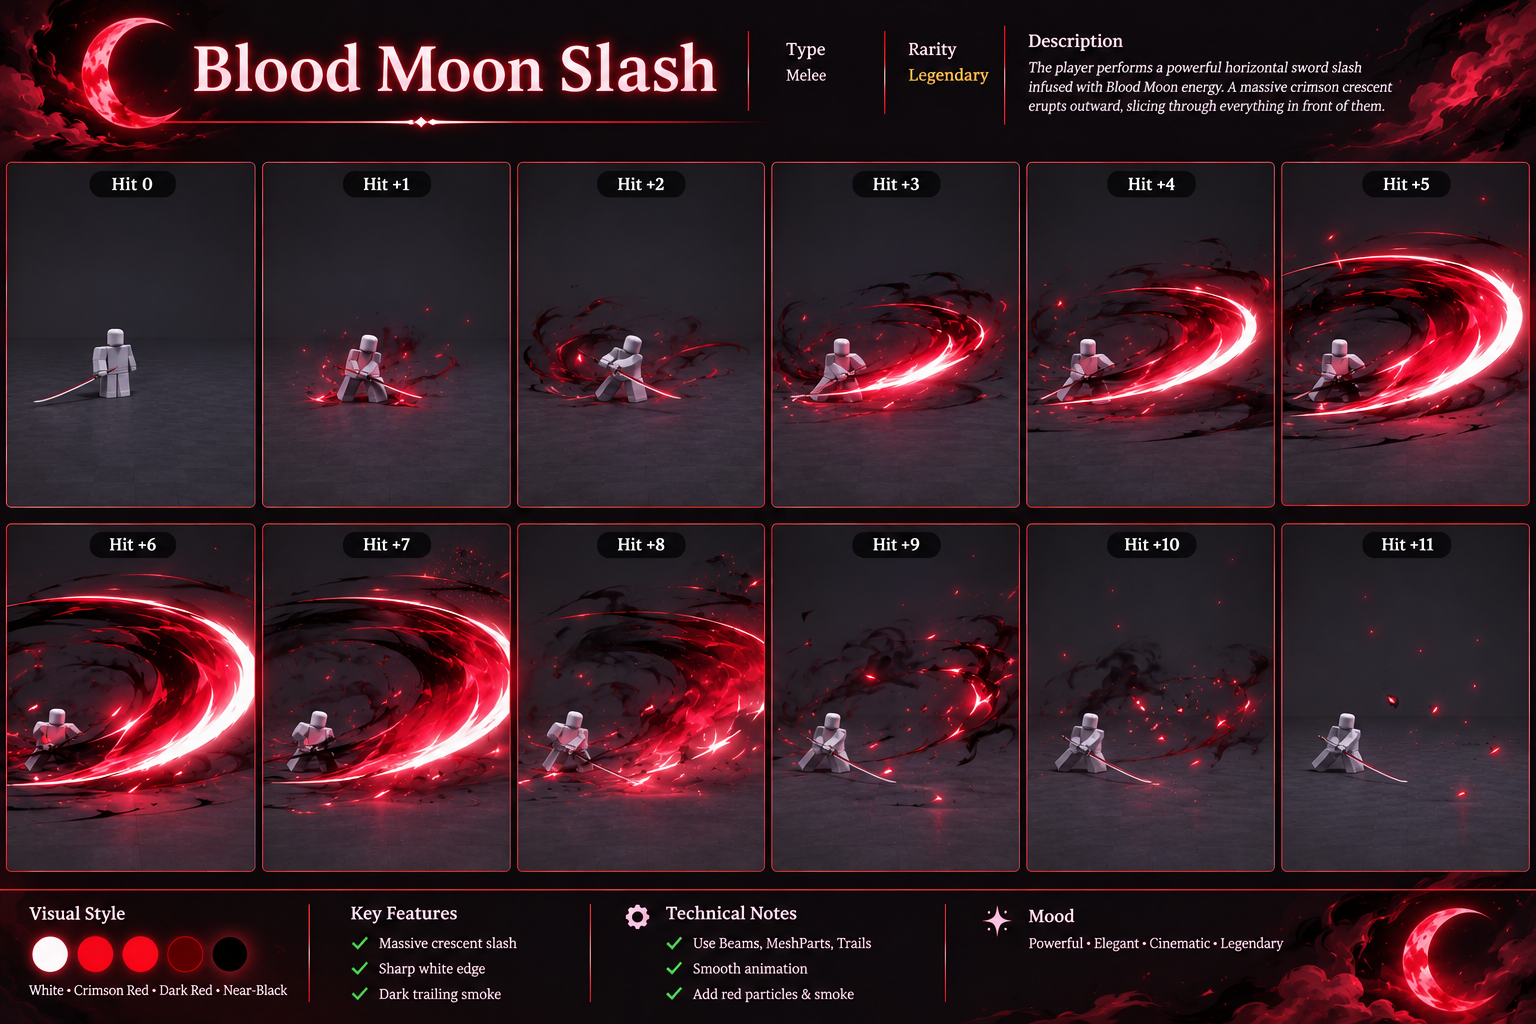 Blood Moon Slash
Type
Melee
Rarity
Legendary
Description
The player performs a powerful horizontal sword slash
infused with Blood Moon energy. A massive crimson crescent
erupts outward, slicing through everything in front of them.
Hit 0
Hit +1
Hit +2
Hit +3
Hit +4
Hit +5
Hit +6
Hit +7
Hit +8
Hit +9
Hit +10
Hit +11
Visual Style
White • Crimson Red • Dark Red • Near-Black
Key Features
Massive crescent slash
Sharp white edge
Dark trailing smoke
Technical Notes
Use Beams, MeshParts, Trails
Smooth animation
Add red particles & smoke
Mood
Powerful • Elegant • Cinematic • Legendary